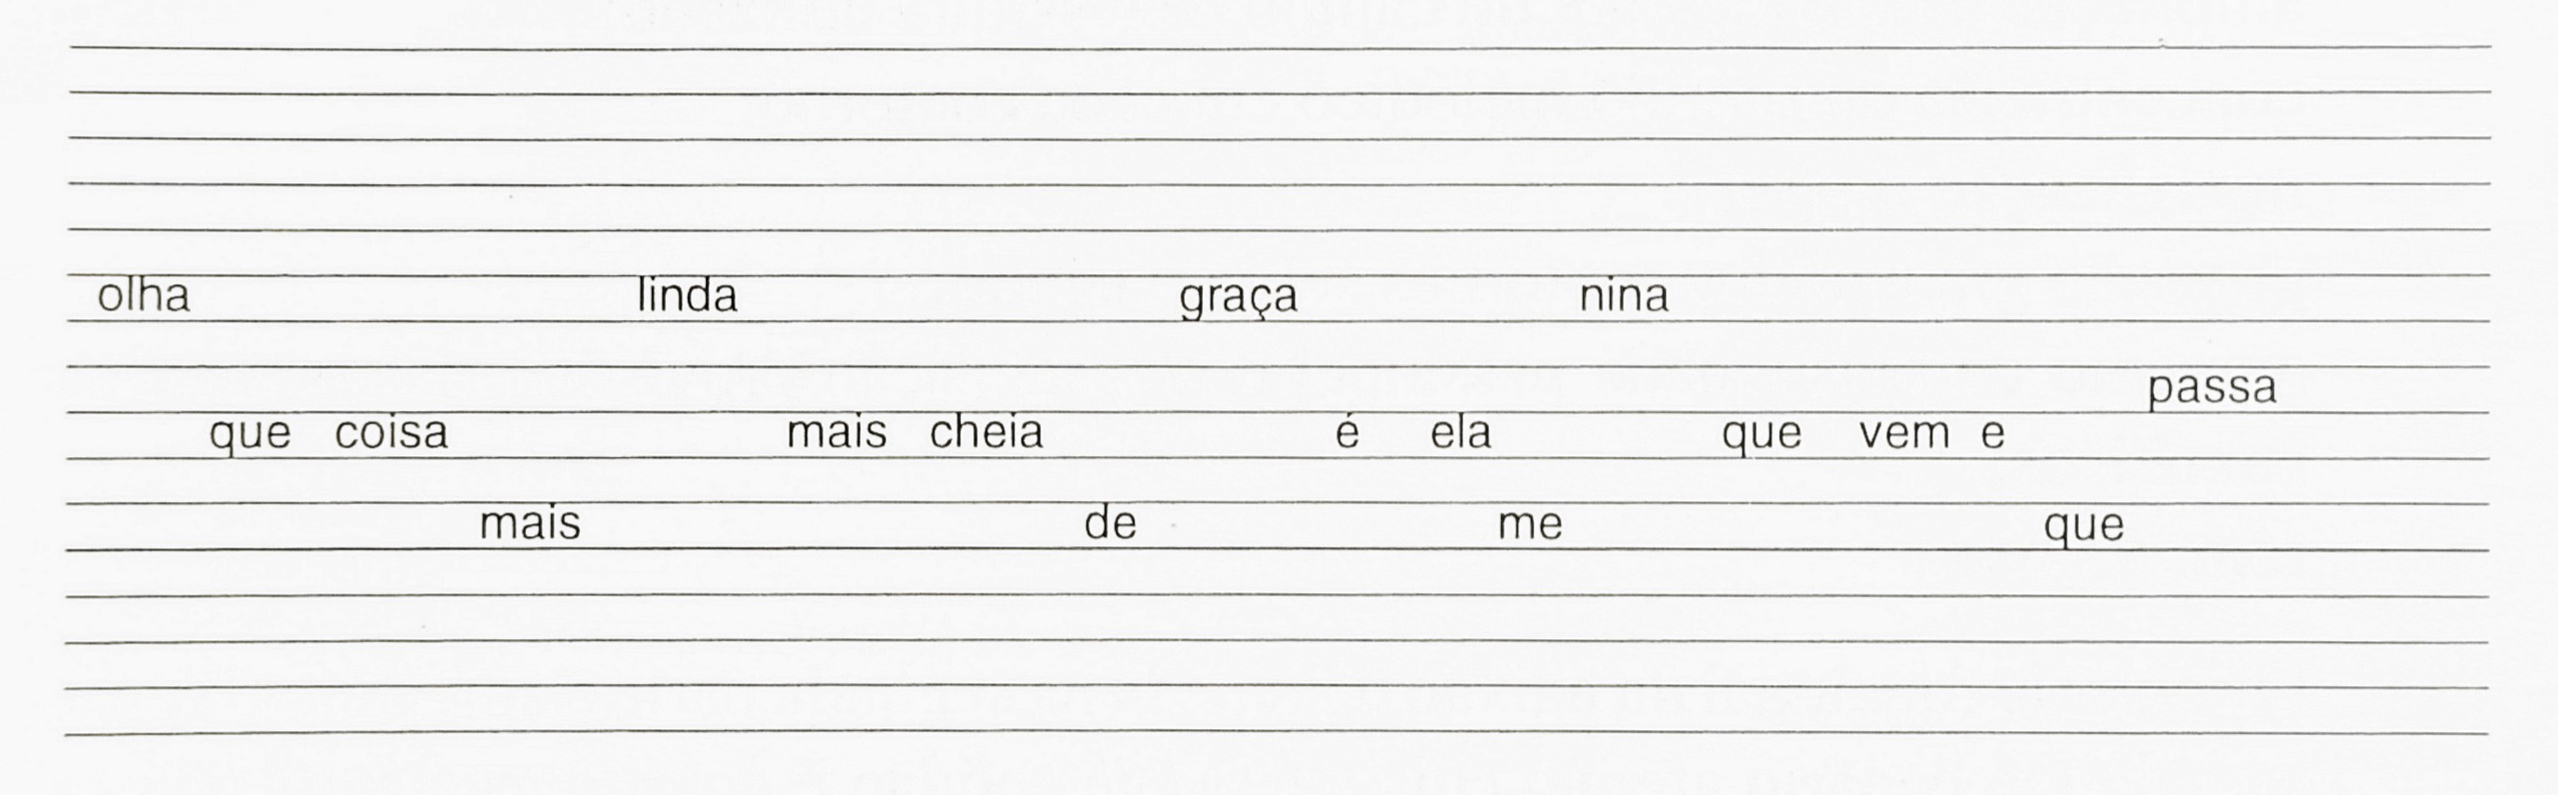 olha linda graça nina
passa
que coisa mais cheia é ela que vem e
mais de me que